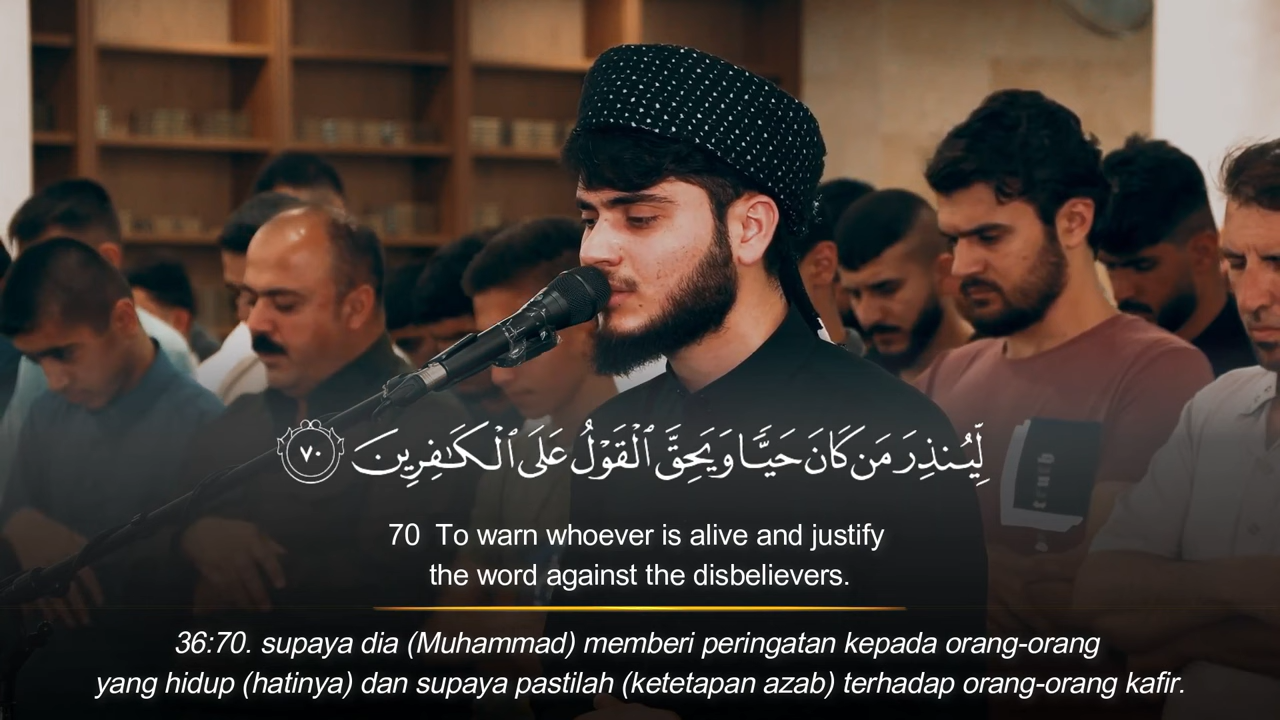 لِّيُنذِرَ مَن كَانَ حَيًّا وَيَحِقَّ ٱلْقَوْلُ عَلَى ٱلْكَـٰفِرِينَ ٧٠
70 To warn whoever is alive and justify
the word against the disbelievers.
36:70. supaya dia (Muhammad) memberi peringatan kepada orang-orang
yang hidup (hatinya) dan supaya pastilah (ketetapan azab) terhadap orang-orang kafir.